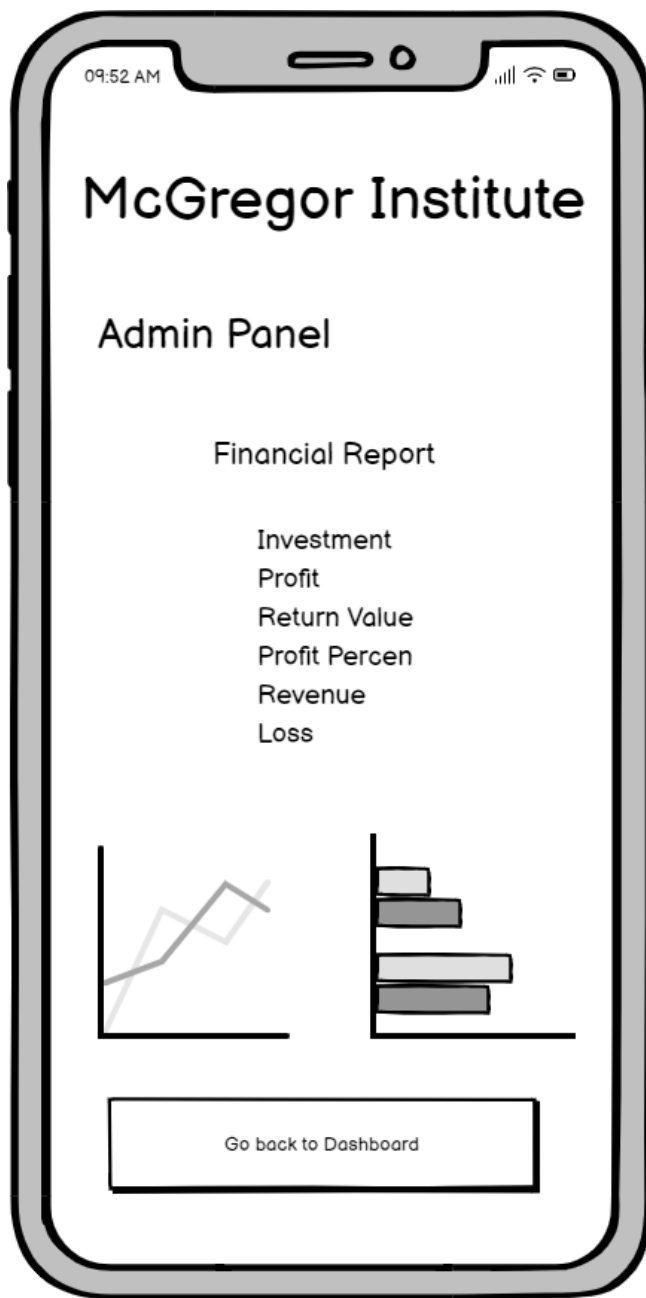 09:52 AM
McGregor Institute
Admin Panel
Financial Report
Investment
Profit
Return Value
Profit Percen
Revenue
Loss
Go back to Dashboard